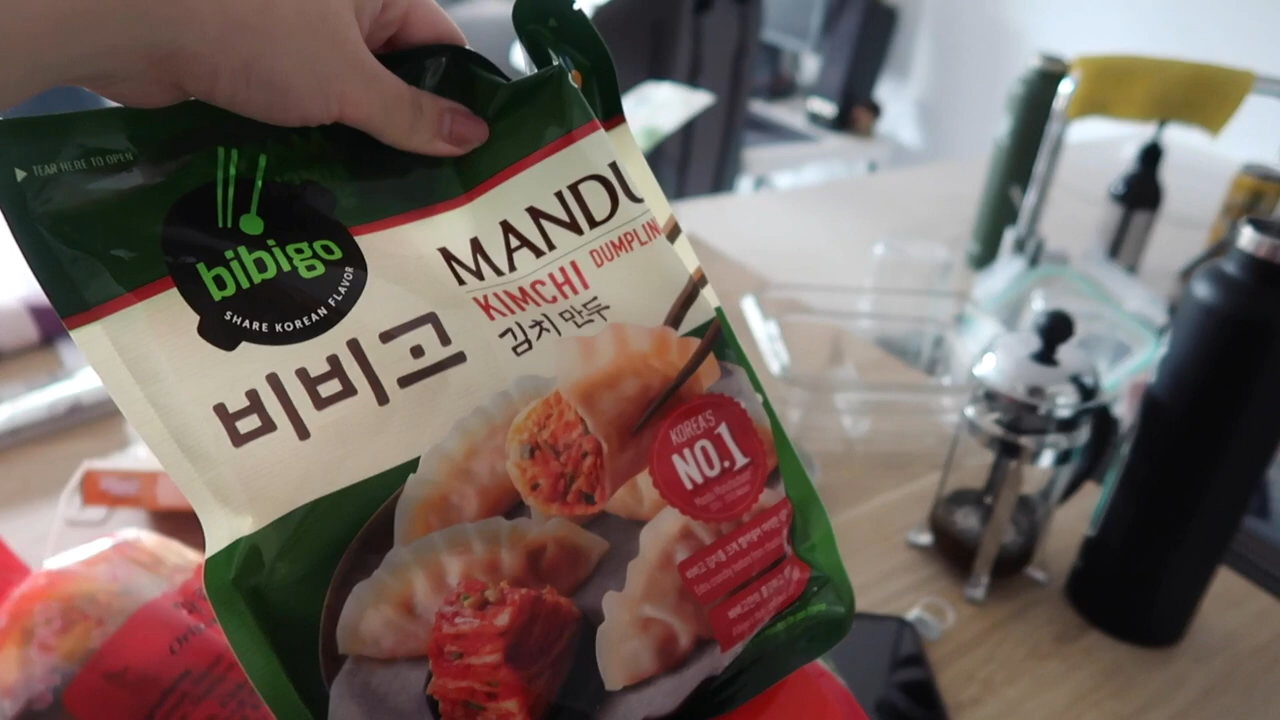 TEAR HERE TO OPEN
bibigo
SHARE KOREAN FLAVOR
비비고
MANDU
KIMCHI DUMPLIN
김치 만두
KOREA'S
NO.1